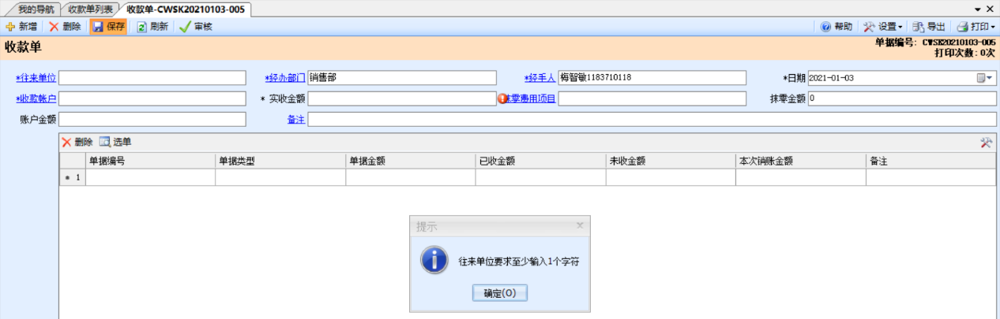 我的导航 收款单列表 收款单-CWSK20210103-005
新增 删除 保存 刷新 审核 帮助 设置 导出 打印
收款单
单据编号: CWSK20210103-005
打印次数:0次
*往来单位 *经办部门 销售部 *经手人 梅智敏1183710118 *日期 2021-01-03
*收款帐户 * 实收金额 抹零费用项目 抹零金额 0
账户金额 备注
删除 选单
单据编号 单据类型 单据金额 已收金额 未收金额 本次销账金额 备注
1
提示
往来单位要求至少输入1个字符
确定(O)